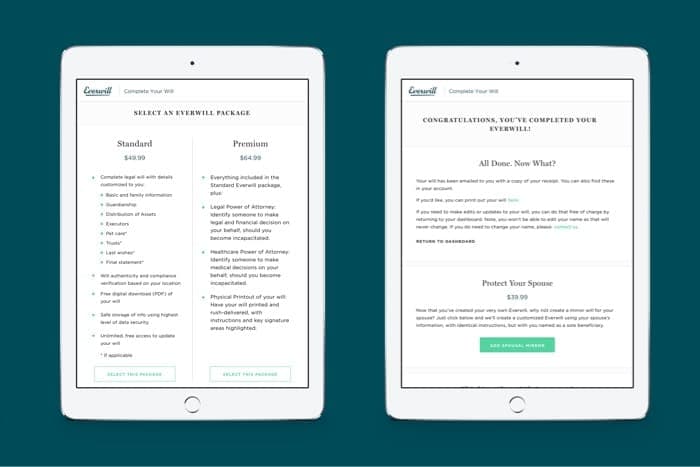 Everwill
Complete Your Will
SELECT AN EVERWILL PACKAGE
Standard
$49.99
Complete legal will with details
customized to you:
Basic and family information
Guardianship
Distribution of Assets
Executors
Pet care*
Trusts*
Last wishes*
Final statement*
Will authenticity and compliance
verification based on your location
Free digital download (PDF) of
your will
Safe storage of info using highest
level of data security
Unlimited, free access to update
your will
* if applicable
SELECT THIS PACKAGE
Premium
$64.99
Everything included in the
Standard Everwill package,
plus:
Legal Power of Attorney:
Identify someone to make
legal and financial decision on
your behalf, should you
become incapacitated.
Healthcare Power of Attorney:
Identify someone to make
medical decisions on your
behalf, should you become
incapacitated.
Physical Printout of your will:
Have your will printed and
rush-delivered, with
instructions and key signature
areas highlighted.
SELECT THIS PACKAGE
Everwill
Complete Your Will
CONGRATULATIONS, YOU'VE COMPLETED YOUR
EVERWILL!
All Done. Now What?
Your will has been emailed to you with a copy of your receipt. You can also find these
in your account.
If you'd like, you can print out your will here.
If you need to make edits or updates to your will, you can do that free of charge by
returning to your dashboard. Note, you won't be able to edit your name as that will
never change. If you do need to change your name, please contact us.
RETURN TO DASHBOARD
Protect Your Spouse
$39.99
Now that you've created your very own Everwill, why not create a mirror will for your
spouse? Just click below and we'll create a customized Everwill using your spouse's
information, with identical instructions, but with you named as a sole beneficiary.
ADD SPOUSAL MIRROR